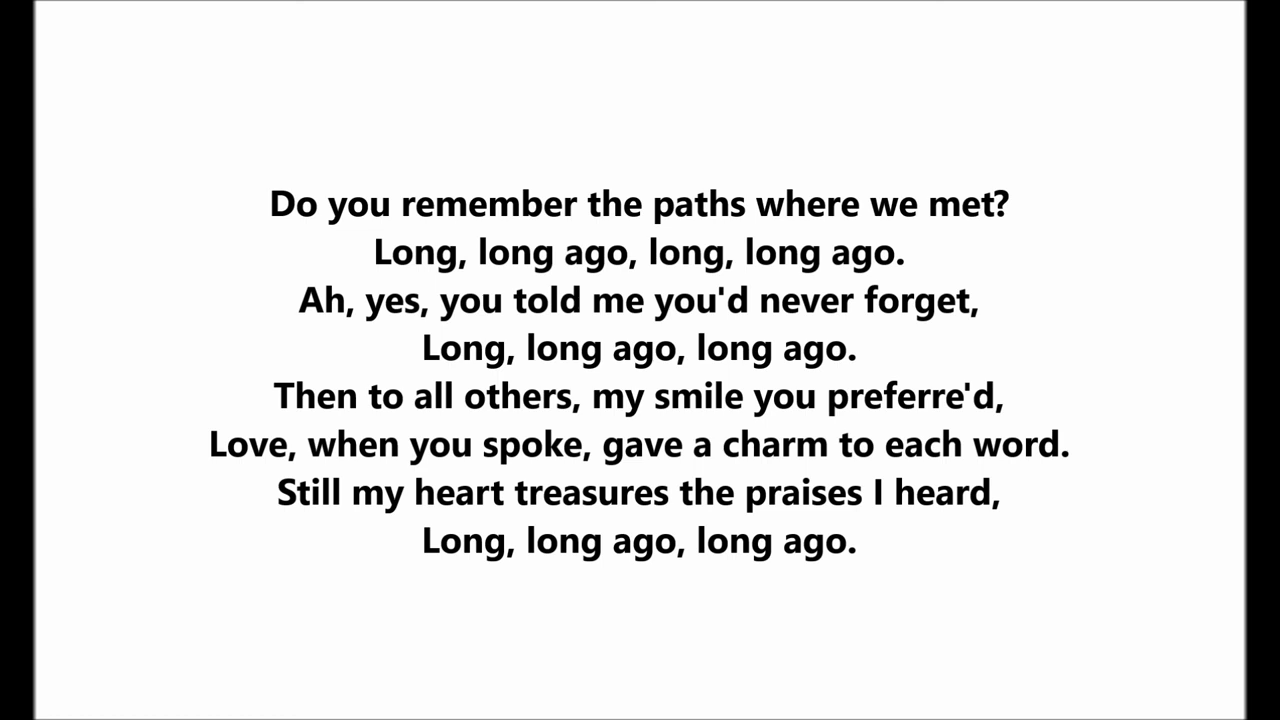 Do you remember the paths where we met?
Long, long ago, long, long ago.
Ah, yes, you told me you'd never forget,
Long, long ago, long ago.
Then to all others, my smile you preferre'd,
Love, when you spoke, gave a charm to each word.
Still my heart treasures the praises I heard,
Long, long ago, long ago.